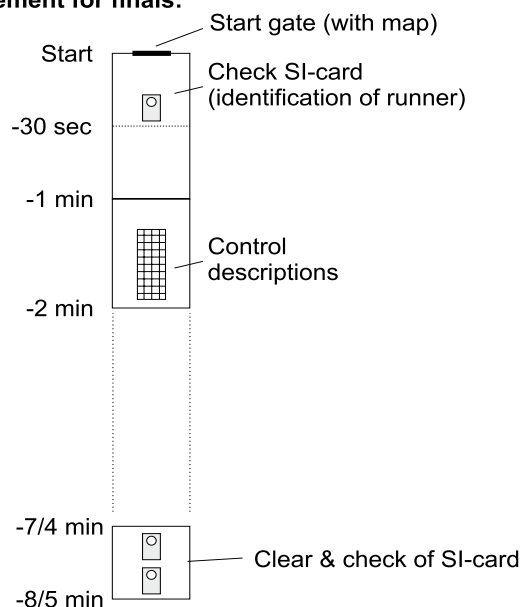 ement for finals:
Start gate (with map)
Start
Check SI-card
(identification of runner)
-30 sec
-1 min
Control
descriptions
-2 min
-7/4 min
Clear & check of SI-card
-8/5 min